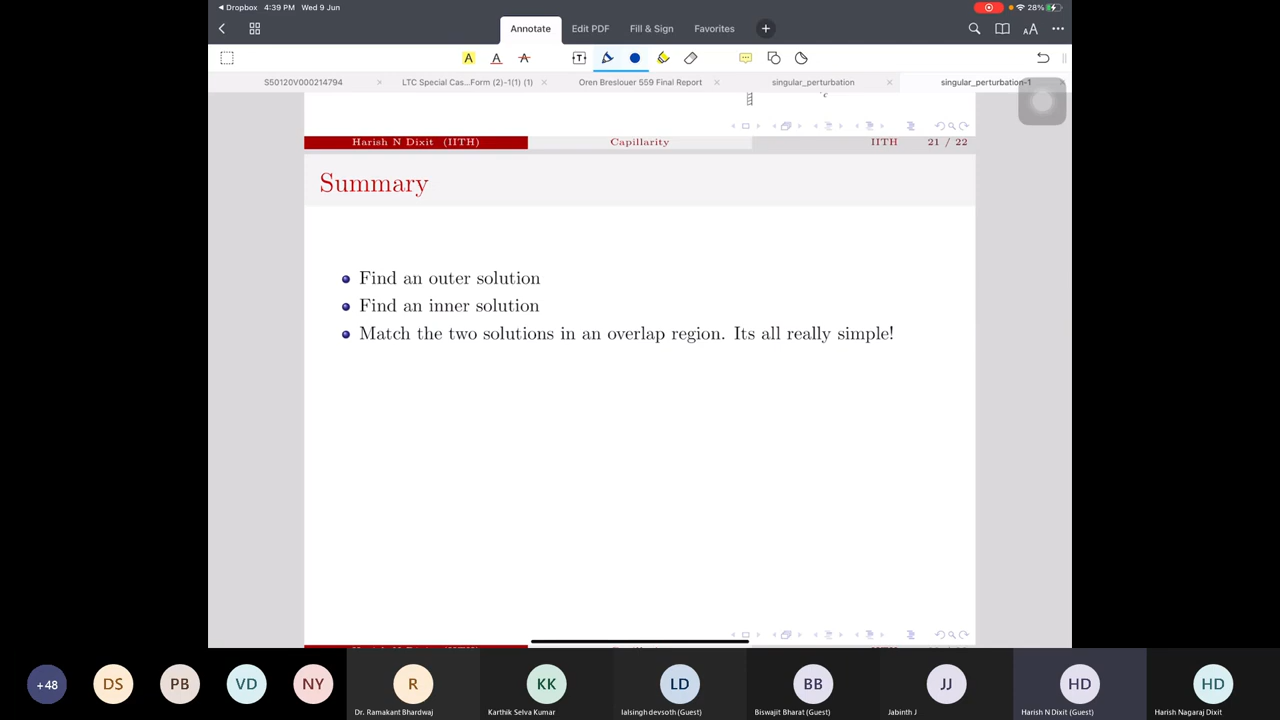 Dropbox 4:39 PM Wed 9 Jun 28%
Annotate Edit PDF Fill & Sign Favorites
S50120V000214794 LTC Special Cas...Form (2)-1(1) (1) Oren Breslouer 559 Final Report singular_perturbation singular_perturbation-1
c
Harish N Dixit (IITH) Capillarity IITH 21 / 22
Summary
Find an outer solution
Find an inner solution
Match the two solutions in an overlap region. Its all really simple!
+48 DS PB VD NY R KK LD BB JJ HD HD
Dr. Ramakant Bhardwaj Karthik Selva Kumar lalsingh devsoth (Guest) Biswajit Bharat (Guest) Jabinth J Harish N Dixit (Guest) Harish Nagaraj Dixit